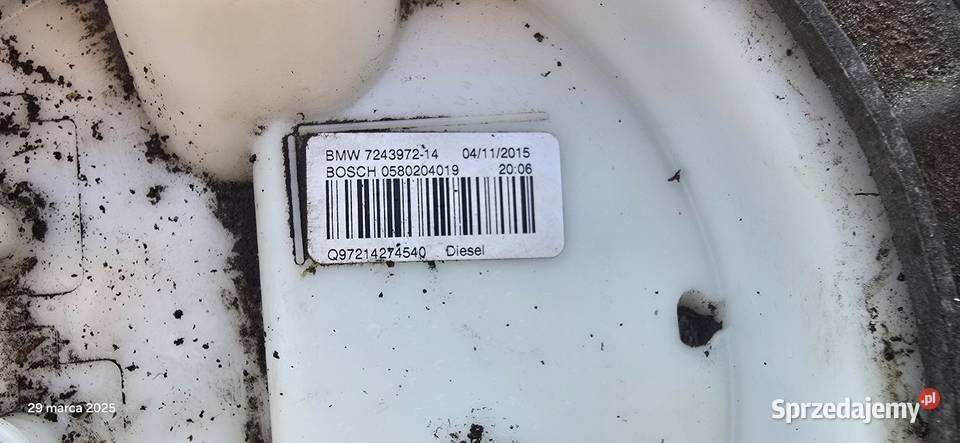 BMW 7243972-14 04/11/2015
BOSCH 0580204019 20:06
Q97214274540 Diesel
29 marca 2025
Sprzedajemy.pl